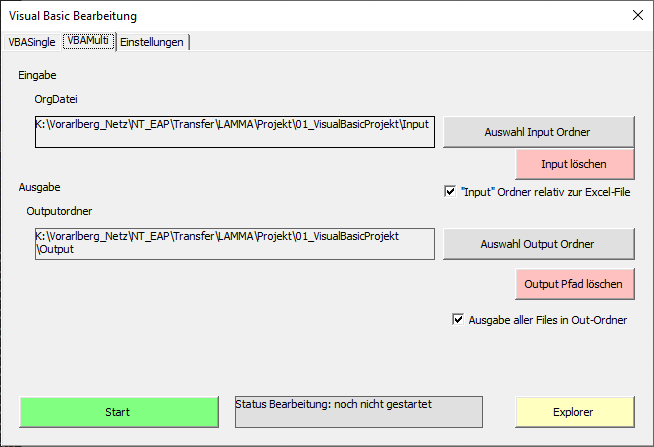 Visual Basic Bearbeitung
VBASingle VBAMulti Einstellungen
Eingabe
OrgDatei
K:\Vorarlberg_Netz\NT_EAP\Transfer\LAMMA\Projekt\01_VisualBasicProjekt\Input
Auswahl Input Ordner
Input löschen
"Input" Ordner relativ zur Excel-File
Ausgabe
Outputordner
K:\Vorarlberg_Netz\NT_EAP\Transfer\LAMMA\Projekt\01_VisualBasicProjekt
\Output
Auswahl Output Ordner
Output Pfad löschen
Ausgabe aller Files in Out-Ordner
Start
Status Bearbeitung: noch nicht gestartet
Explorer